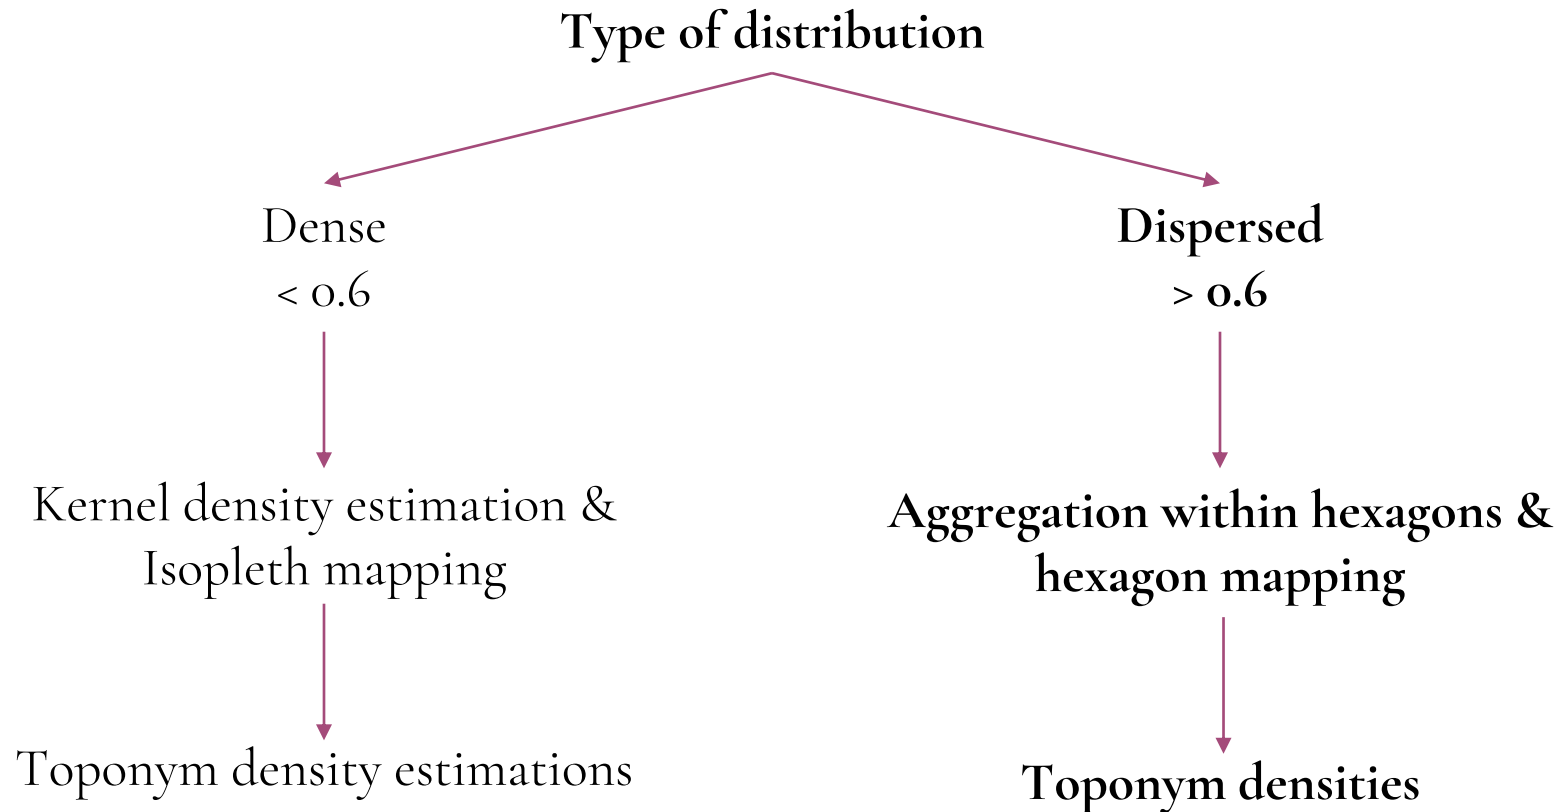 Type of distribution
Dense
< 0.6
Dispersed
> 0.6
Kernel density estimation &
Isopleth mapping
Aggregation within hexagons &
hexagon mapping
Toponym density estimations
Toponym densities